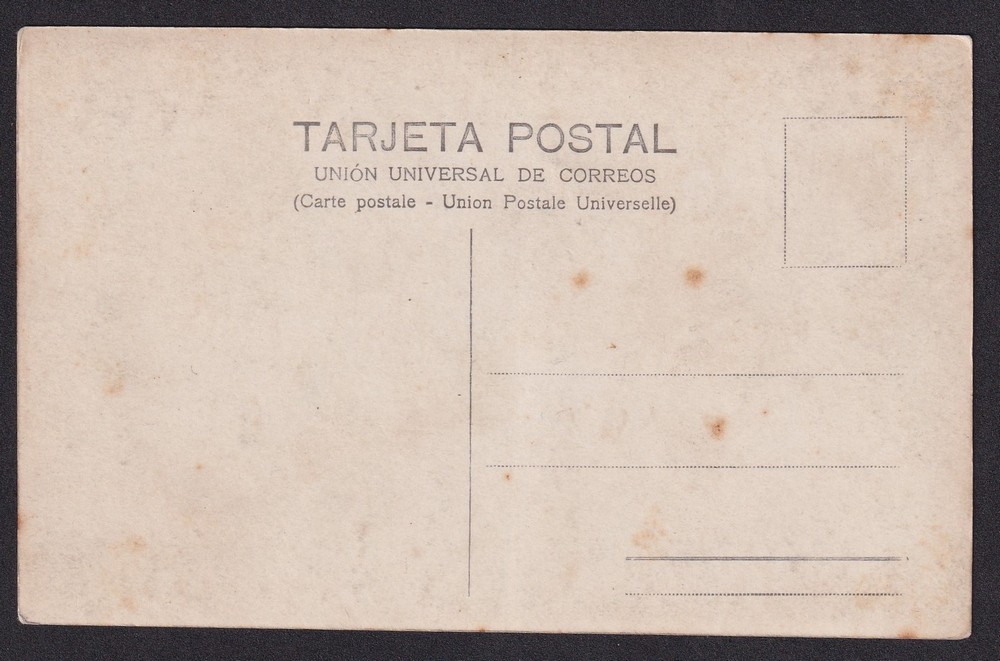 TARJETA POSTAL
UNIÓN UNIVERSAL DE CORREOS
(Carte postale - Union Postale Universelle)